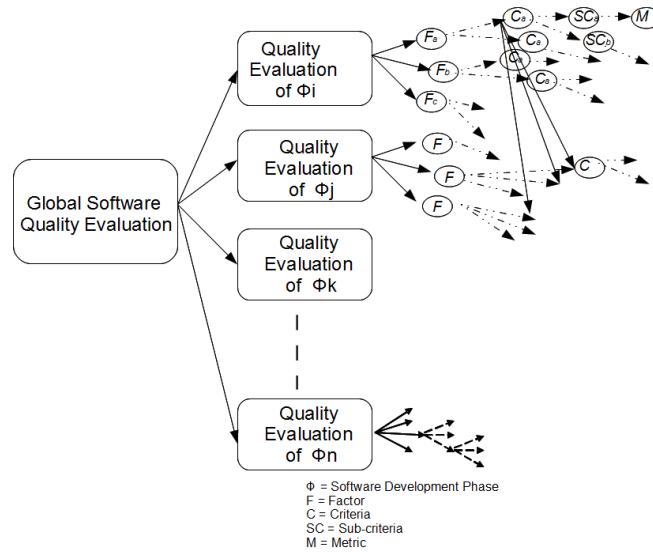 Quality
Evaluation
of Φi
Fa
Fb
Fc
Ca
SCa
M
Ca
SCb
Ca
Ca
Quality
Evaluation
of Φj
F
F
F
C
Global Software
Quality Evaluation
Quality
Evaluation
of Φk
Quality
Evaluation
of Φn
Φ = Software Development Phase
F = Factor
C = Criteria
SC = Sub-criteria
M = Metric